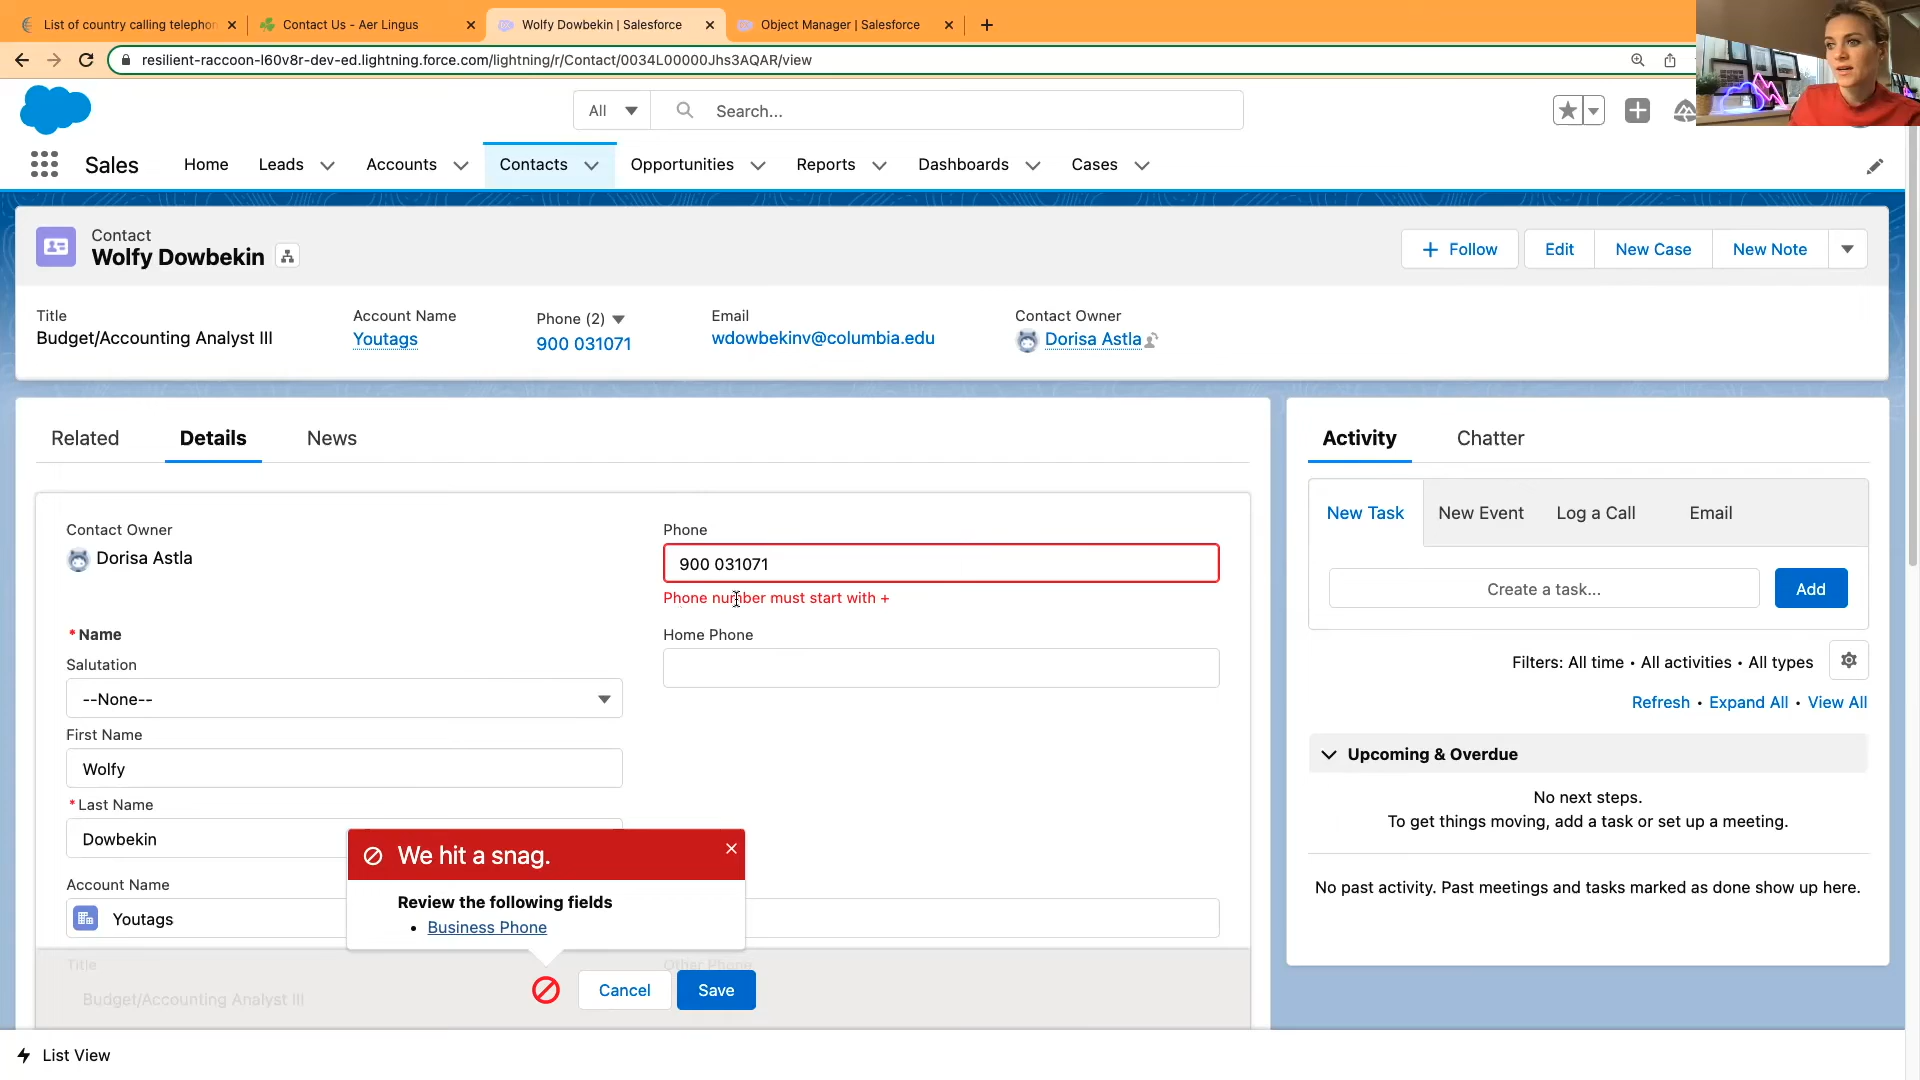 List of country calling telephon
Contact Us - Aer Lingus
Wolfy Dowbekin | Salesforce
Object Manager | Salesforce
resilient-raccoon-l60v8r-dev-ed.lightning.force.com/lightning/r/Contact/0034L00000Jhs3AQAR/view
All
Search...
Sales
Home
Leads
Accounts
Contacts
Opportunities
Reports
Dashboards
Cases
Contact
Wolfy Dowbekin
Follow
Edit
New Case
New Note
Title
Budget/Accounting Analyst III
Account Name
Youtags
Phone (2)
900 031071
Email
wdowbekinv@columbia.edu
Contact Owner
Dorisa Astla
Related
Details
News
Contact Owner
Dorisa Astla
Phone
900 031071
Phone number must start with +
Home Phone
*Name
Salutation
--None--
First Name
Wolfy
*Last Name
Dowbekin
Account Name
Youtags
We hit a snag.
Review the following fields
• Business Phone
Title
Budget/Accounting Analyst III
Other Phone
Cancel
Save
Activity
Chatter
New Task
New Event
Log a Call
Email
Create a task...
Add
Filters: All time • All activities • All types
Refresh • Expand All • View All
Upcoming & Overdue
No next steps.
To get things moving, add a task or set up a meeting.
No past activity. Past meetings and tasks marked as done show up here.
List View